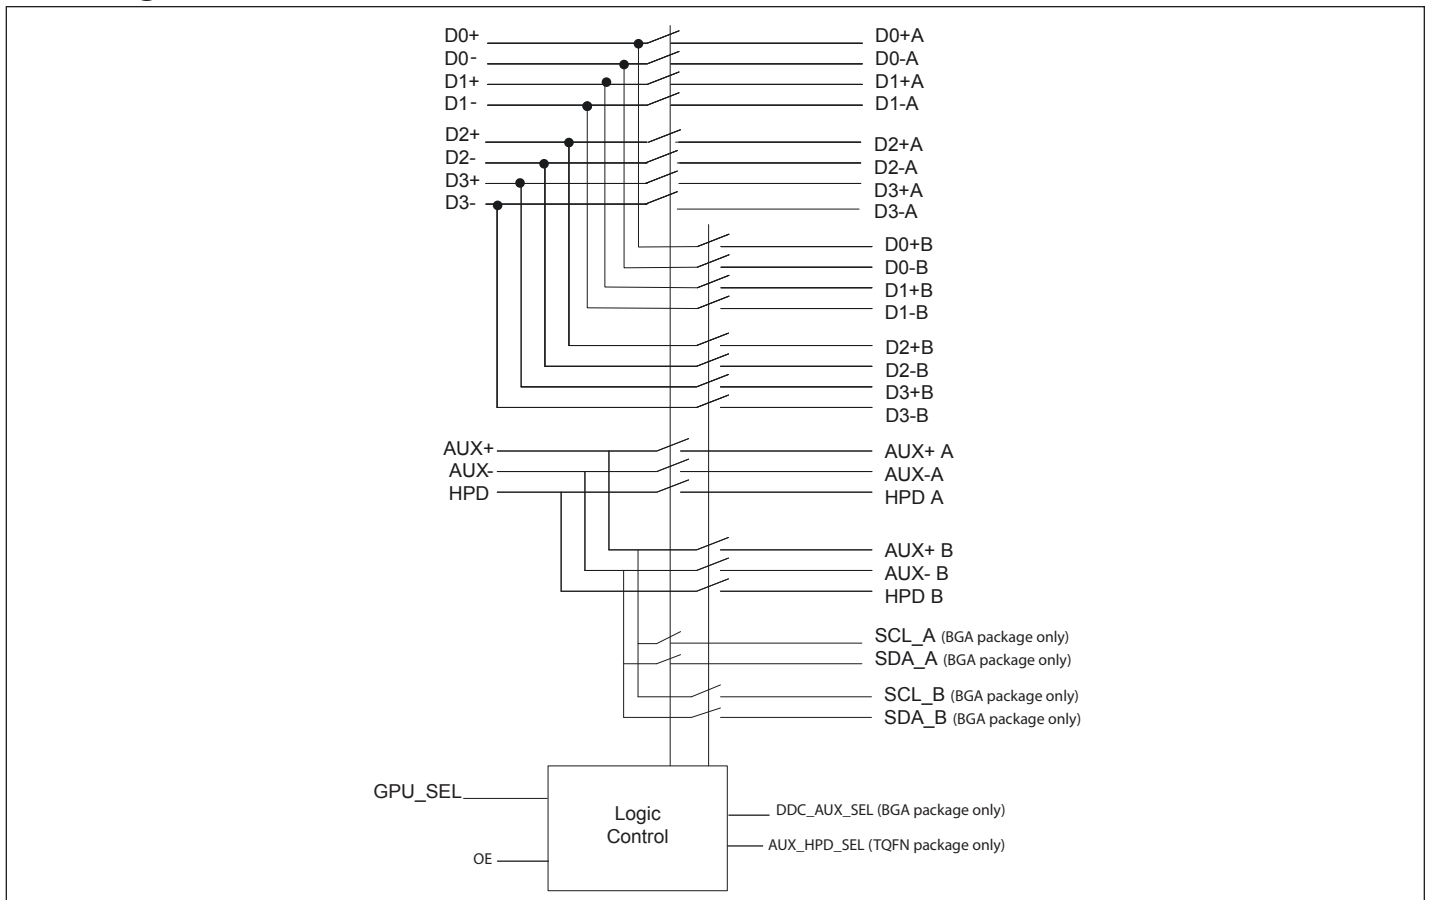 D0+ D0+A
D0- D0-A
D1+ D1+A
D1- D1-A
D2+ D2+A
D2- D2-A
D3+ D3+A
D3- D3-A
D0+B
D0-B
D1+B
D1-B
D2+B
D2-B
D3+B
D3-B
AUX+ AUX+ A
AUX- AUX-A
HPD HPD A
AUX+ B
AUX- B
HPD B
SCL_A (BGA package only)
SDA_A (BGA package only)
SCL_B (BGA package only)
SDA_B (BGA package only)
GPU_SEL
Logic
Control
DDC_AUX_SEL (BGA package only)
AUX_HPD_SEL (TQFN package only)
OE